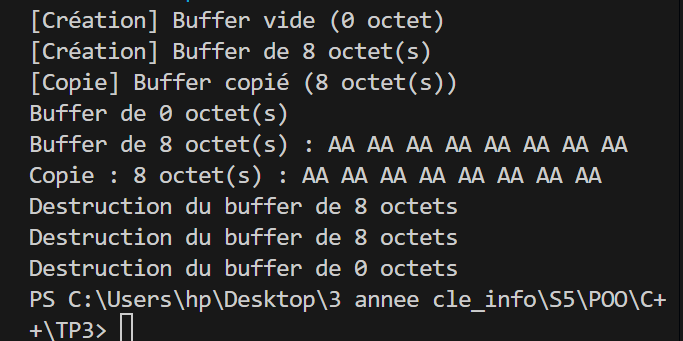 [Création] Buffer vide (0 octet)
[Création] Buffer de 8 octet(s)
[Copie] Buffer copié (8 octet(s))
Buffer de 0 octet(s)
Buffer de 8 octet(s) : AA AA AA AA AA AA AA AA
Copie : 8 octet(s) : AA AA AA AA AA AA AA AA
Destruction du buffer de 8 octets
Destruction du buffer de 8 octets
Destruction du buffer de 0 octets
PS C:\Users\hp\Desktop\3 annee cle_info\S5\POO\C+
+\TP3>